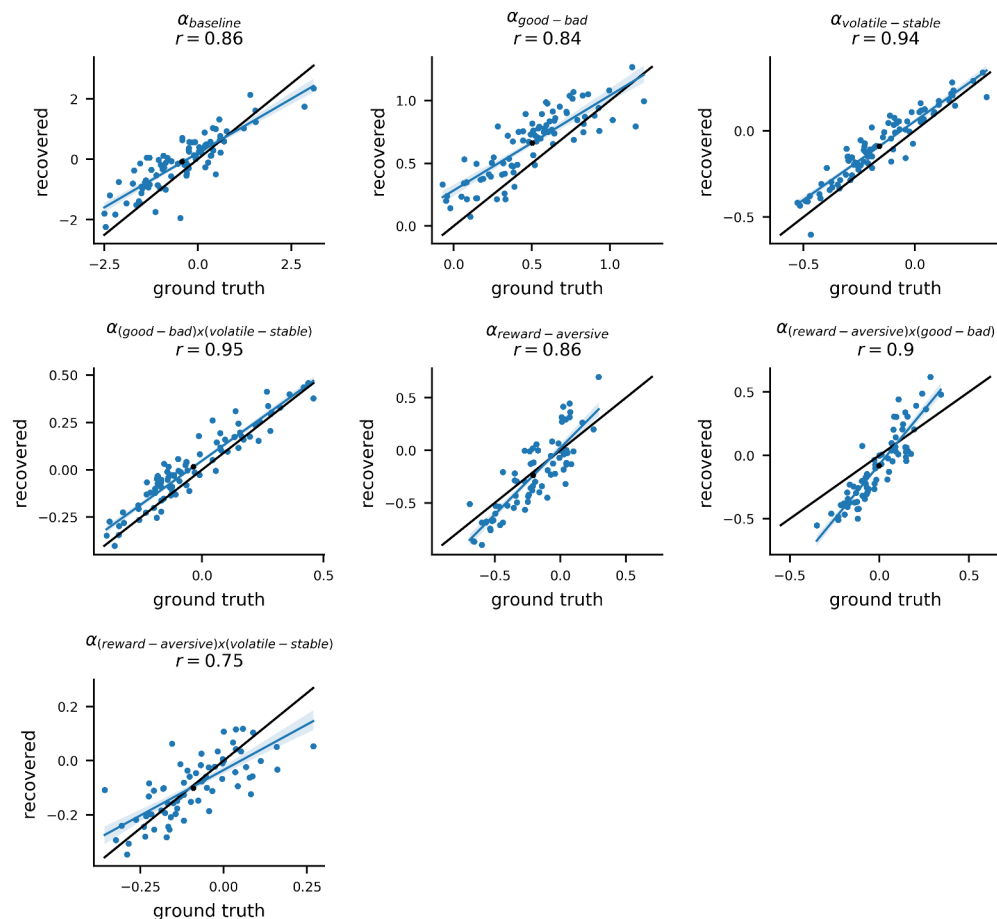 α_baseline
r = 0.86
recovered
2
0
−2
−2.5
0.0
2.5
ground truth
α_good−bad
r = 0.84
recovered
1.0
0.5
0.0
0.0
0.5
1.0
ground truth
α_volatile−stable
r = 0.94
recovered
0.0
−0.5
−0.5
0.0
ground truth
α_(good−bad)x(volatile−stable)
r = 0.95
recovered
0.50
0.25
0.00
−0.25
0.0
0.5
ground truth
α_reward−aversive
r = 0.86
recovered
0.5
0.0
−0.5
−0.5
0.0
0.5
ground truth
α_(reward−aversive)x(good−bad)
r = 0.9
recovered
0.5
0.0
−0.5
−0.5
0.0
0.5
ground truth
α_(reward−aversive)x(volatile−stable)
r = 0.75
recovered
0.2
0.0
−0.2
−0.25
0.00
0.25
ground truth